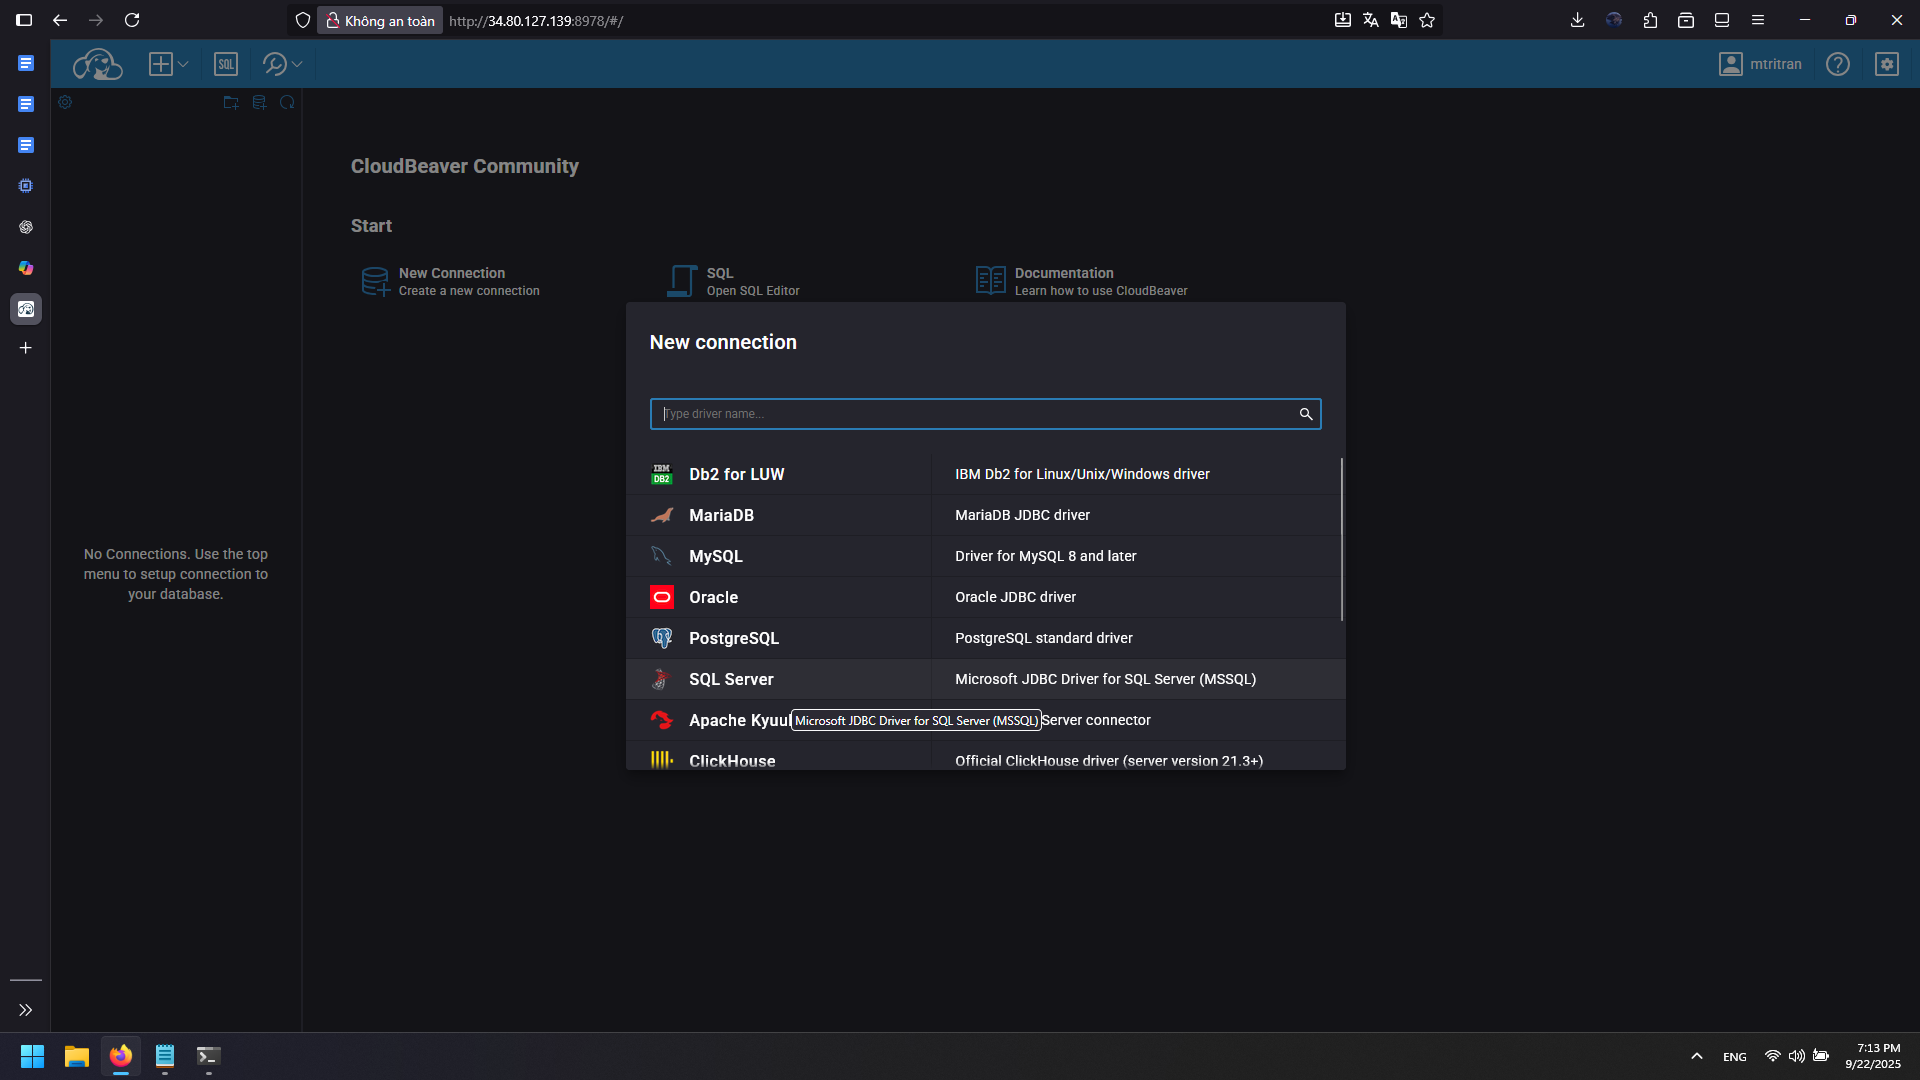 Không an toàn
http://34.80.127.139:8978/#/
SQL
mtritran
CloudBeaver Community
Start
New Connection
Create a new connection
SQL
Open SQL Editor
Documentation
Learn how to use CloudBeaver
No Connections. Use the top
menu to setup connection to
your database.
New connection
Type driver name...
IBM DB2
Db2 for LUW
IBM Db2 for Linux/Unix/Windows driver
MariaDB
MariaDB JDBC driver
MySQL
Driver for MySQL 8 and later
Oracle
Oracle JDBC driver
PostgreSQL
PostgreSQL standard driver
SQL Server
Microsoft JDBC Driver for SQL Server (MSSQL)
Apache
Microsoft JDBC Driver for SQL Server (MSSQL)
Server connector
ClickHouse
Official ClickHouse driver (server version 21.3+)
ENG
7:13 PM
9/22/2025